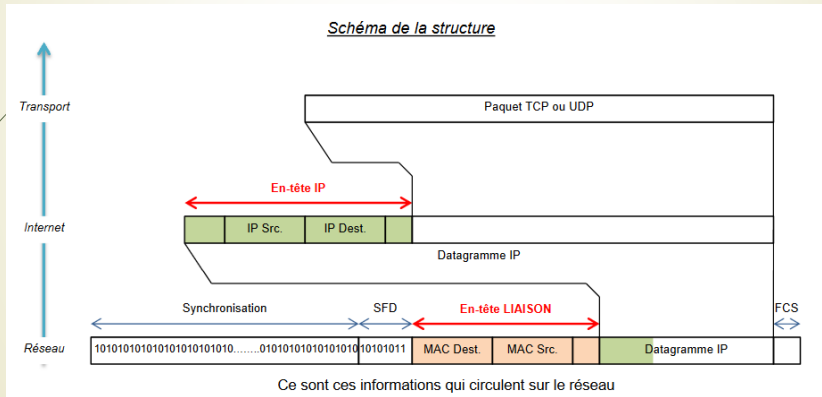 Schéma de la structure
Transport
Paquet TCP ou UDP
En-tête IP
Internet
IP Src.
IP Dest.
Datagramme IP
Synchronisation
SFD
En-tête LIAISON
FCS
Réseau
10101010101010101010101010........010101010101010101010101011
MAC Dest.
MAC Src.
Datagramme IP
Ce sont ces informations qui circulent sur le réseau